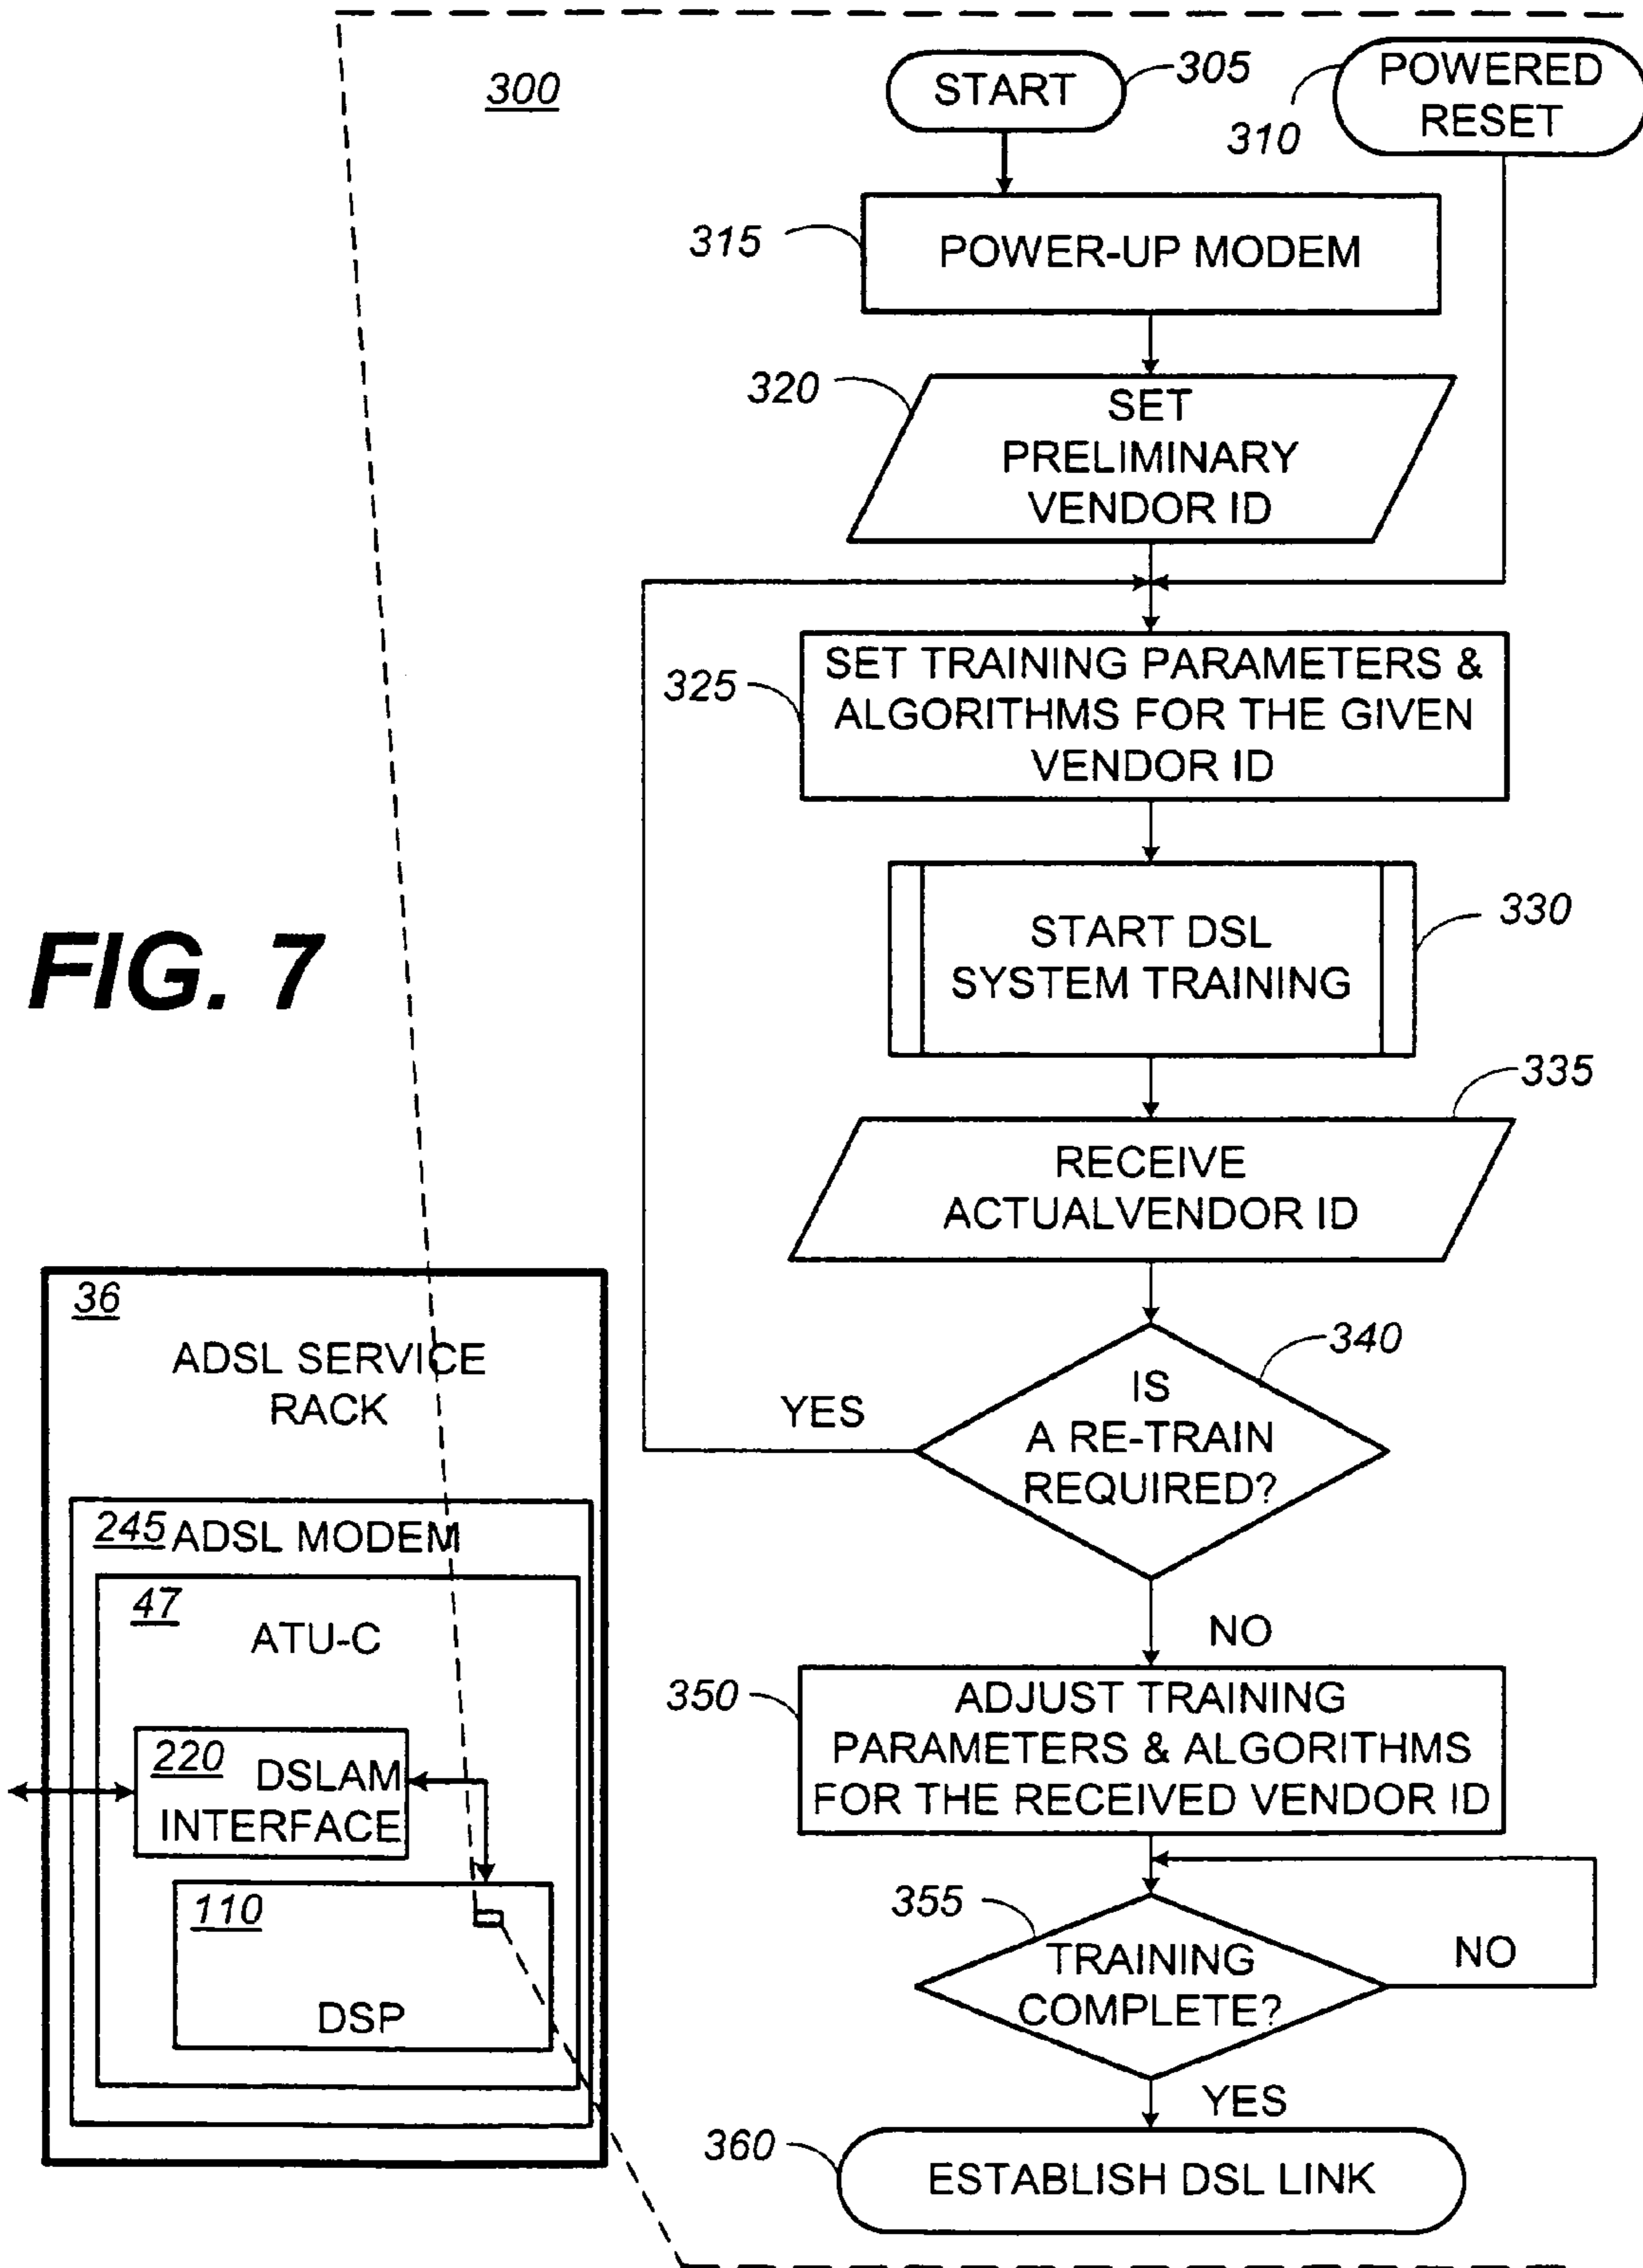 300
START
305
POWERED
RESET
310
315
POWER-UP MODEM
320
SET
PRELIMINARY
VENDOR ID
325
SET TRAINING PARAMETERS &
ALGORITHMS FOR THE GIVEN
VENDOR ID
330
START DSL
SYSTEM TRAINING
FIG. 7
335
RECEIVE
ACTUALVENDOR ID
340
IS
A RE-TRAIN
REQUIRED?
YES
NO
350
ADJUST TRAINING
PARAMETERS & ALGORITHMS
FOR THE RECEIVED VENDOR ID
355
TRAINING
COMPLETE?
NO
YES
360
ESTABLISH DSL LINK
36
ADSL SERVICE
RACK
245 ADSL MODEM
47
ATU-C
220 DSLAM
INTERFACE
110
DSP